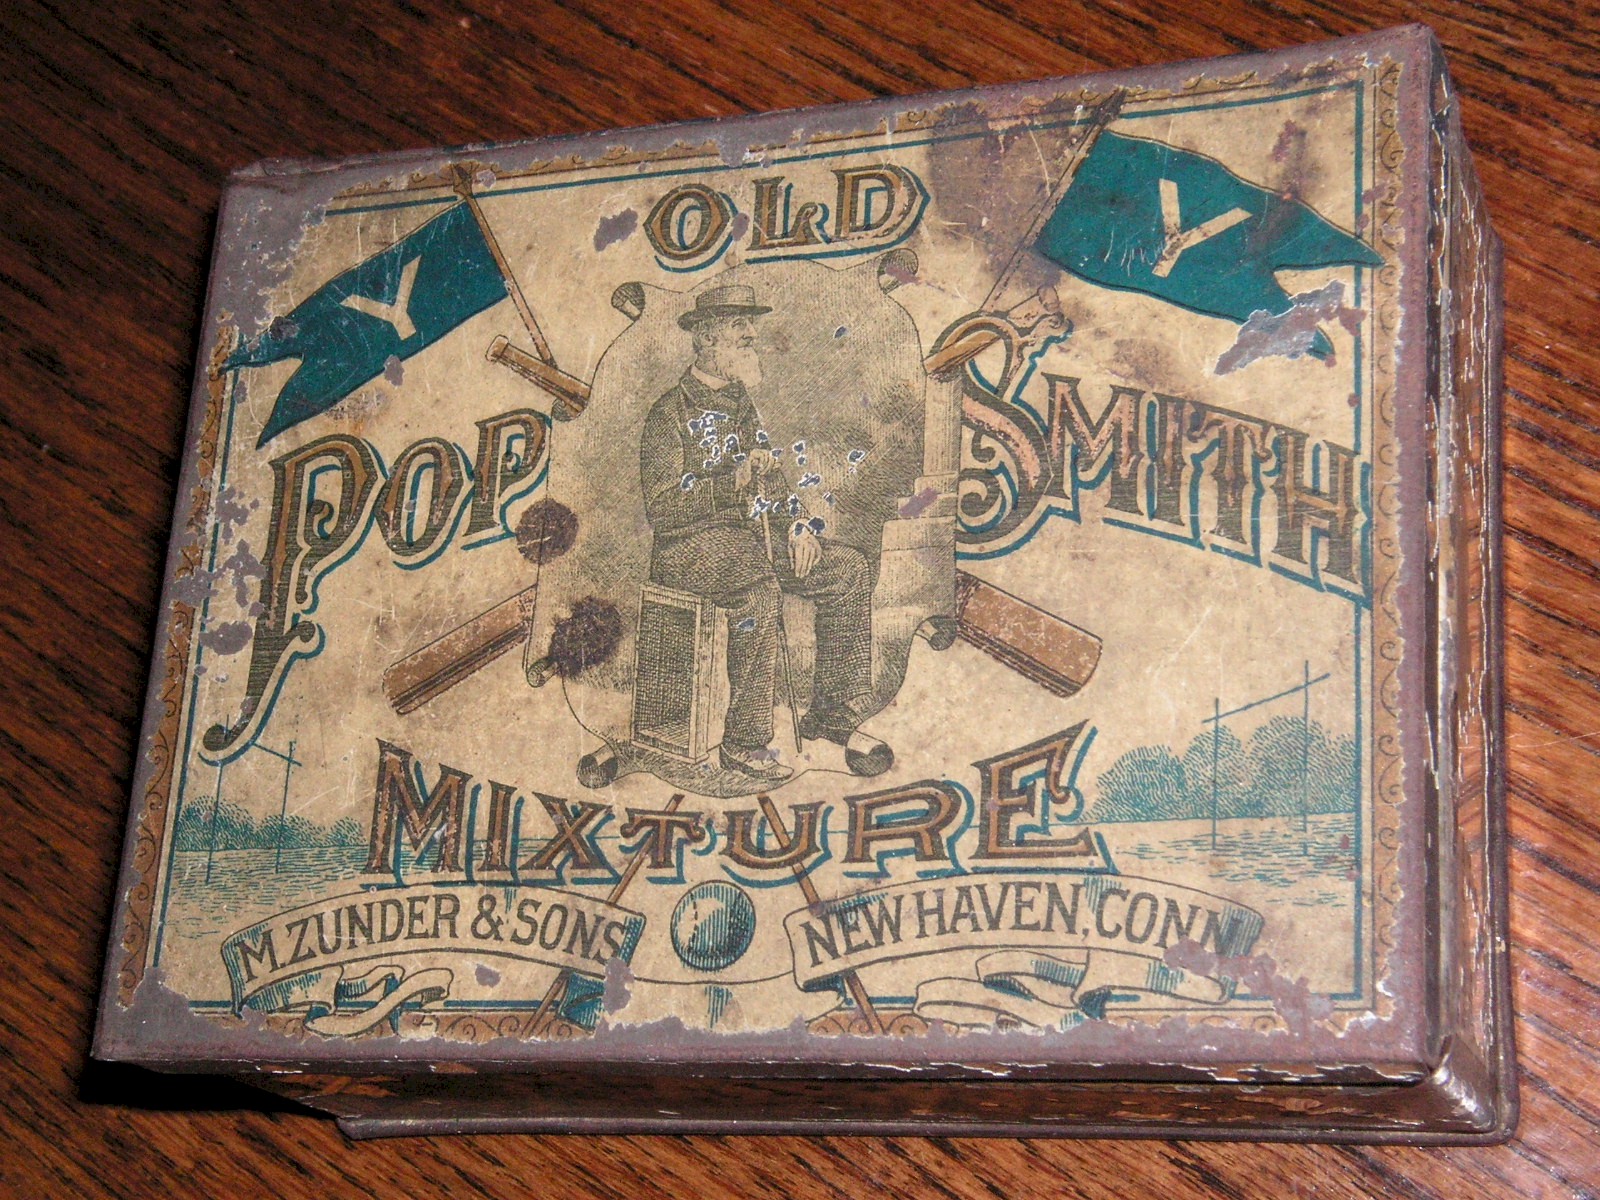 Y
Y
OLD
POP SMITH
MIXTURE
M. ZUNDER & SONS NEW HAVEN, CONN